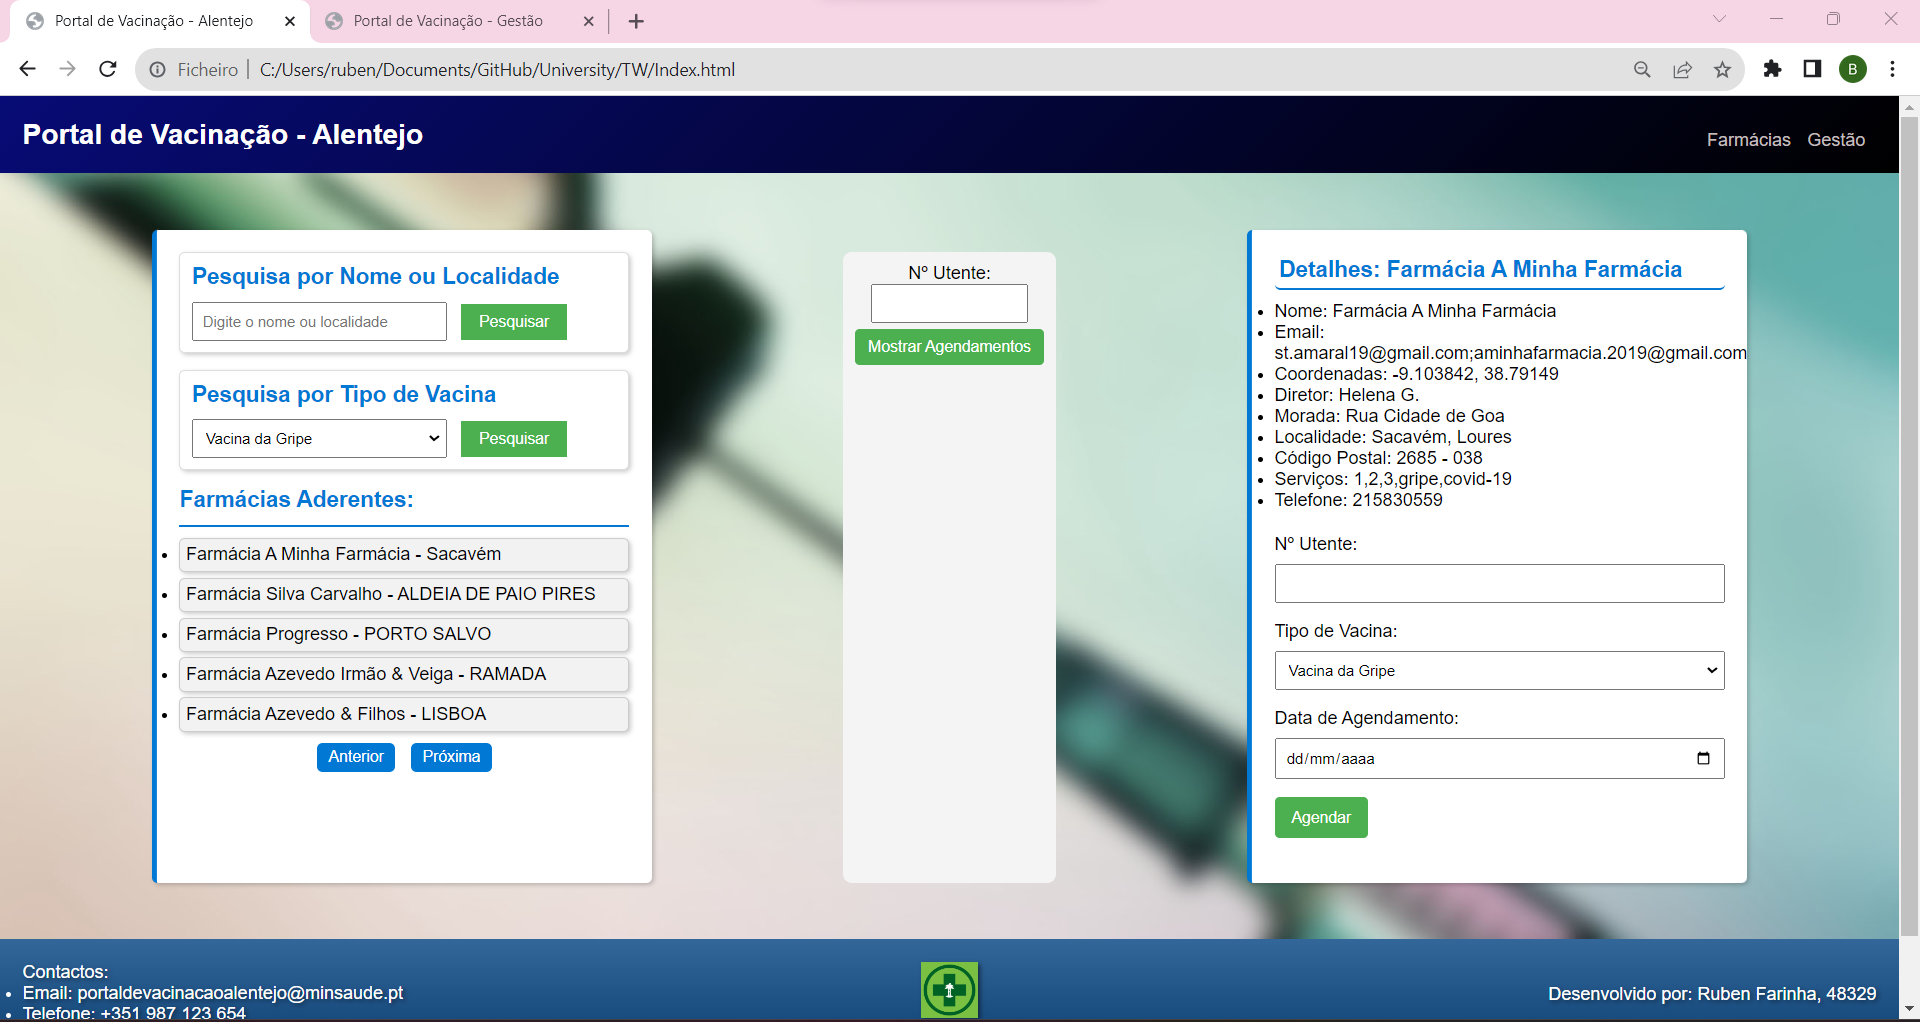 Portal de Vacinação - Alentejo
Portal de Vacinação - Gestão
Ficheiro
C:/Users/ruben/Documents/GitHub/University/TW/Index.html
B
Portal de Vacinação - Alentejo
Farmácias
Gestão
Pesquisa por Nome ou Localidade
Digite o nome ou localidade
Pesquisar
Pesquisa por Tipo de Vacina
Vacina da Gripe
Pesquisar
Farmácias Aderentes:
Farmácia A Minha Farmácia - Sacavém
Farmácia Silva Carvalho - ALDEIA DE PAIO PIRES
Farmácia Progresso - PORTO SALVO
Farmácia Azevedo Irmão & Veiga - RAMADA
Farmácia Azevedo & Filhos - LISBOA
Anterior
Próxima
Nº Utente:
Mostrar Agendamentos
Detalhes: Farmácia A Minha Farmácia
Nome: Farmácia A Minha Farmácia
Email:
st.amaral19@gmail.com;aminhafarmacia.2019@gmail.com
Coordenadas: -9.103842, 38.79149
Diretor: Helena G.
Morada: Rua Cidade de Goa
Localidade: Sacavém, Loures
Código Postal: 2685 - 038
Serviços: 1,2,3,gripe,covid-19
Telefone: 215830559
Nº Utente:
Tipo de Vacina:
Vacina da Gripe
Data de Agendamento:
dd/mm/aaaa
Agendar
Contactos:
Email: portaldevacinacaoalentejo@minsaude.pt
Telefone: +351 987 123 654
Desenvolvido por: Ruben Farinha, 48329